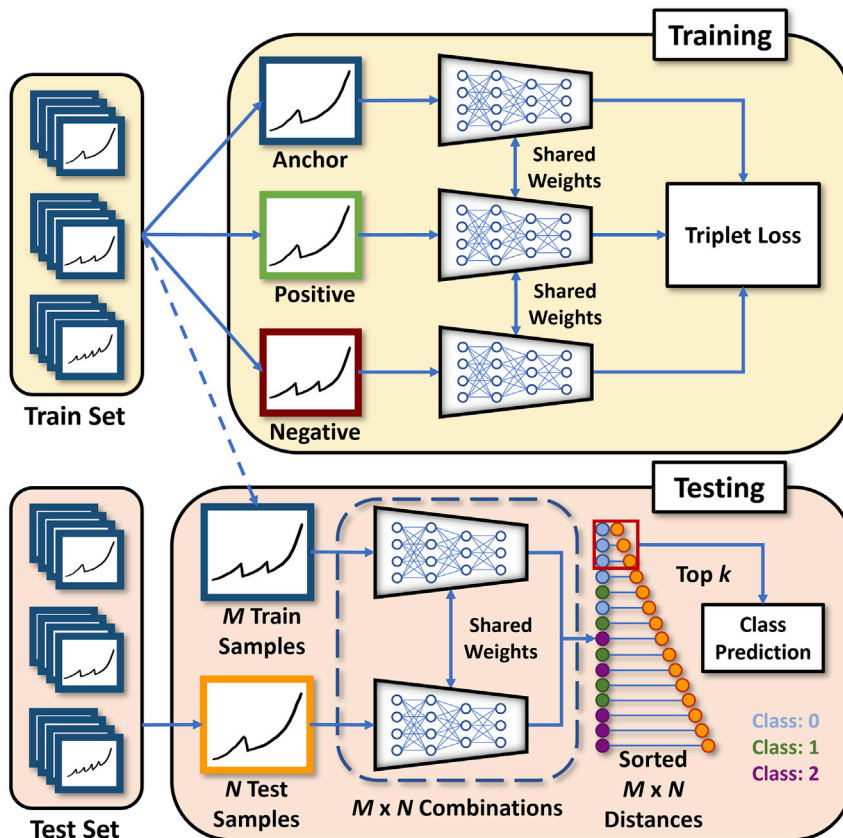 Training
Anchor
Shared
Weights
Positive
Triplet Loss
Shared
Weights
Negative
Train Set
Testing
M Train
Samples
Shared
Weights
Top k
Class
Prediction
N Test
Samples
M x N Combinations
Sorted
M x N
Distances
Class: 0
Class: 1
Class: 2
Test Set